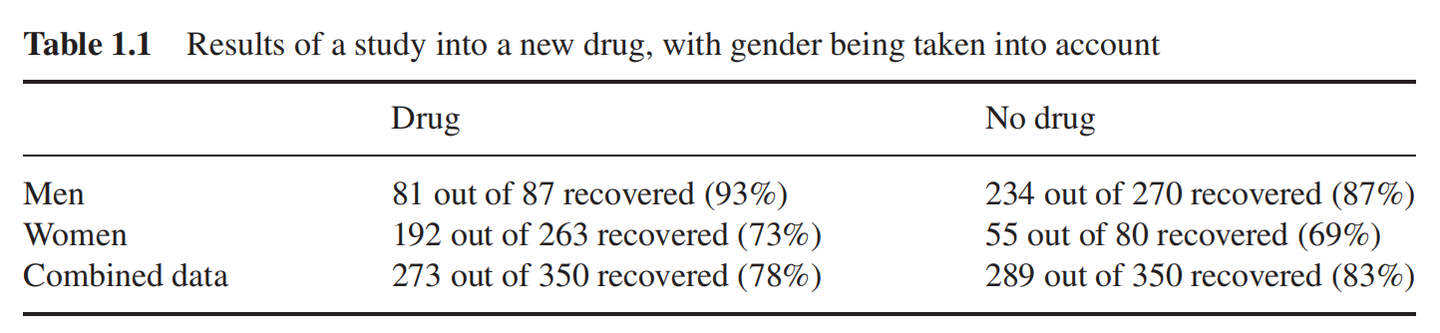 Table 1.1 Results of a study into a new drug, with gender being taken into account
Drug No drug
Men 81 out of 87 recovered (93%) 234 out of 270 recovered (87%)
Women 192 out of 263 recovered (73%) 55 out of 80 recovered (69%)
Combined data 273 out of 350 recovered (78%) 289 out of 350 recovered (83%)